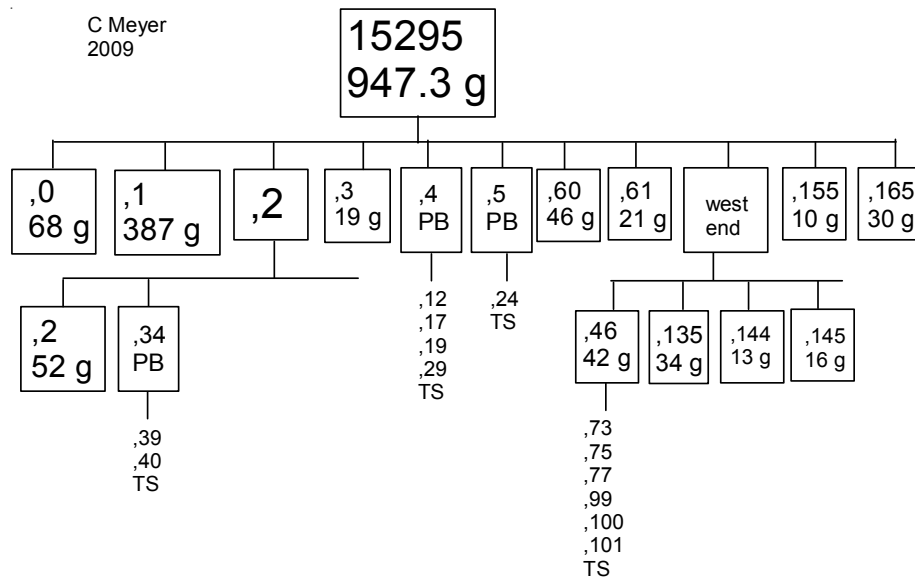 C Meyer
2009
15295
947.3 g
,0
68 g
,1
387 g
,2
,3
19 g
,4
PB
,5
PB
,60
46 g
,61
21 g
west
end
,155
10 g
,165
30 g
,2
52 g
,34
PB
,39
,40
TS
,12
,17
,19
,29
TS
,24
TS
,46
42 g
,135
34 g
,144
13 g
,145
16 g
,73
,75
,77
,99
,100
,101
TS